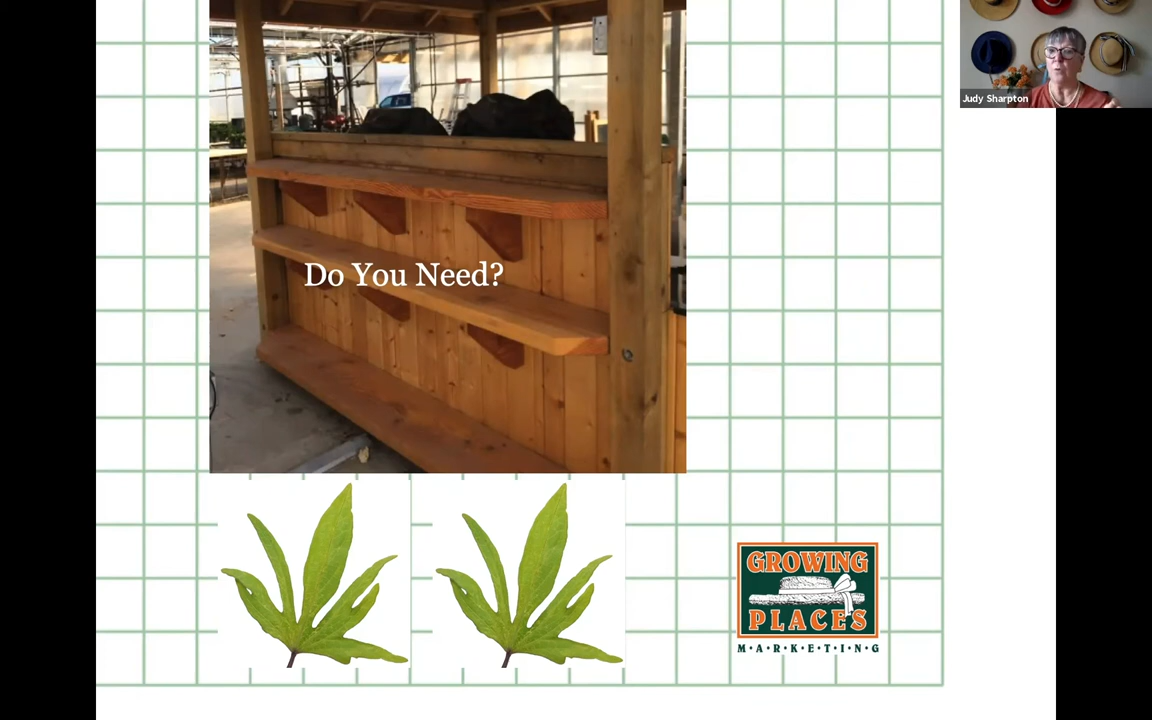 Judy Sharpton
Do You Need?
GROWING
PLACES
M•A•R•K•E•T•I•N•G